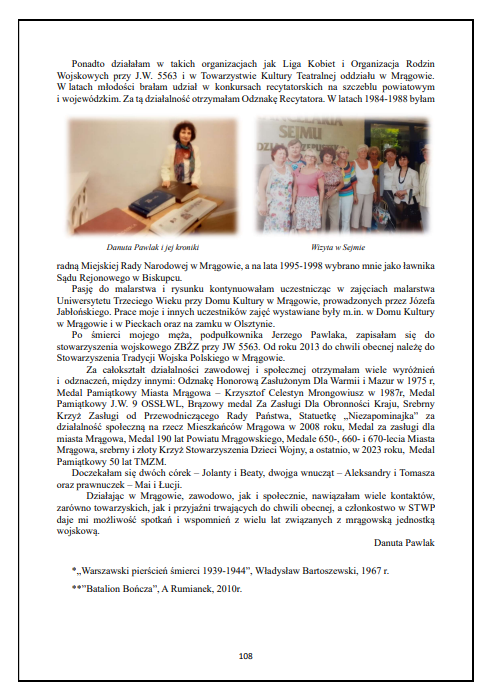 Ponadto działałam w takich organizacjach jak Liga Kobiet i Organizacja Rodzin
Wojskowych przy J.W. 5563 i w Towarzystwie Kultury Teatralnej oddziału w Mrągowie.
W latach młodości brałam udział w konkursach recytatorskich na szczeblu powiatowym
i wojewódzkim. Za tą działalność otrzymałam Odznakę Recytatora. W latach 1984-1988 byłam
SEJMU
Danuta Pawlak i jej kroniki
Wizyta w Sejmie
radną Miejskiej Rady Narodowej w Mrągowie, a na lata 1995-1998 wybrano mnie jako ławnika
Sądu Rejonowego w Biskupcu.
Pasję do malarstwa i rysunku kontynuowałam uczestnicząc w zajęciach malarstwa
Uniwersytetu Trzeciego Wieku przy Domu Kultury w Mrągowie, prowadzonych przez Józefa
Jabłońskiego. Prace moje i innych uczestników zajęć wystawiane były m.in. w Domu Kultury
w Mrągowie i w Pieckach oraz na zamku w Olsztynie.
Po śmierci mojego męża, podpułkownika Jerzego Pawlaka, zapisałam się do
stowarzyszenia wojskowego ZBŻZ przy JW 5563. Od roku 2013 do chwili obecnej należę do
Stowarzyszenia Tradycji Wojska Polskiego w Mrągowie.
Za całokształt działalności zawodowej i społecznej otrzymałam wiele wyróżnień
i odznaczeń, między innymi: Odznakę Honorową Zasłużonym Dla Warmii i Mazur w 1975 r,
Medal Pamiątkowy Miasta Mrągowa – Krzysztof Celestyn Mrongowiusz w 1987r, Medal
Pamiątkowy J.W. 9 OSSŁWL, Brązowy medal Za Zasługi Dla Obronności Kraju, Srebrny
Krzyż Zasługi od Przewodniczącego Rady Państwa, Statuetkę „Niezapominajka” za
działalność społeczną na rzecz Mieszkańców Mrągowa w 2008 roku, Medal za zasługi dla
miasta Mrągowa, Medal 190 lat Powiatu Mrągowskiego, Medale 650-, 660- i 670-lecia Miasta
Mrągowa, srebrny i złoty Krzyż Stowarzyszenia Dzieci Wojny, a ostatnio, w 2023 roku, Medal
Pamiątkowy 50 lat TMZM.
Doczekałam się dwóch córek – Jolanty i Beaty, dwojga wnucząt – Aleksandry i Tomasza
oraz prawnuczek – Mai i Łucji.
Działając w Mrągowie, zawodowo, jak i społecznie, nawiązałam wiele kontaktów,
zarówno towarzyskich, jak i przyjaźni trwających do chwili obecnej, a członkostwo w STWP
daje mi możliwość spotkań i wspomnień z wielu lat związanych z mrągowską jednostką
wojskową.
Danuta Pawlak
*„Warszawski pierścień śmierci 1939-1944”, Władysław Bartoszewski, 1967 r.
**”Batalion Bończa”, A Rumianek, 2010r.
108